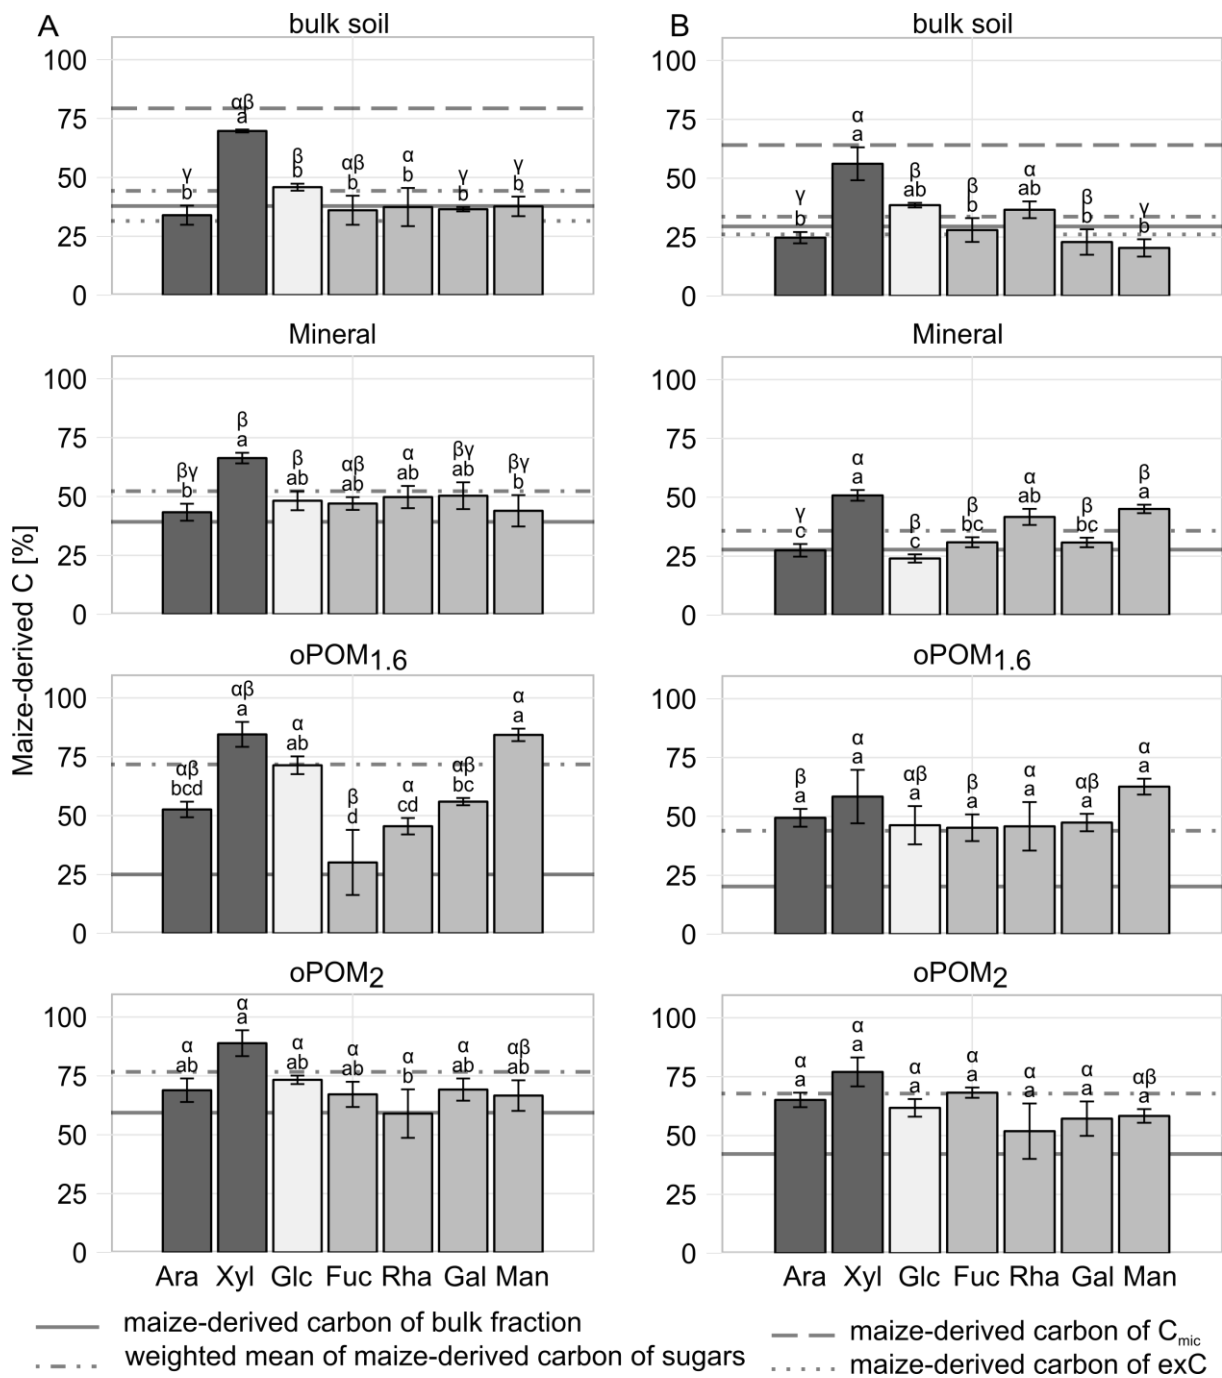 A bulk soil
B bulk soil
100
75
50
25
0
γ αβ β αβ α γ γ
b a b b b b b
100
75
50
25
0
γ α β β α β γ
b a ab b ab b b
Mineral
Mineral
100
75
50
25
0
βγ β β αβ α βγ βγ
b a ab ab ab ab b
100
75
50
25
0
γ α β β α β β
c a c bc ab bc a
Maize-derived C [%]
oPOM1.6
oPOM1.6
100
75
50
25
0
αβ αβ α β α αβ α
bcd a ab d cd bc a
100
75
50
25
0
β α αβ β α αβ α
a a a a a a a
oPOM2
oPOM2
100
75
50
25
0
α α α α α α αβ
ab a ab ab b ab ab
100
75
50
25
0
α α α α α α αβ
a a a a a a a
Ara Xyl Glc Fuc Rha Gal Man
Ara Xyl Glc Fuc Rha Gal Man
maize-derived carbon of bulk fraction
weighted mean of maize-derived carbon of sugars
maize-derived carbon of Cmic
maize-derived carbon of exC